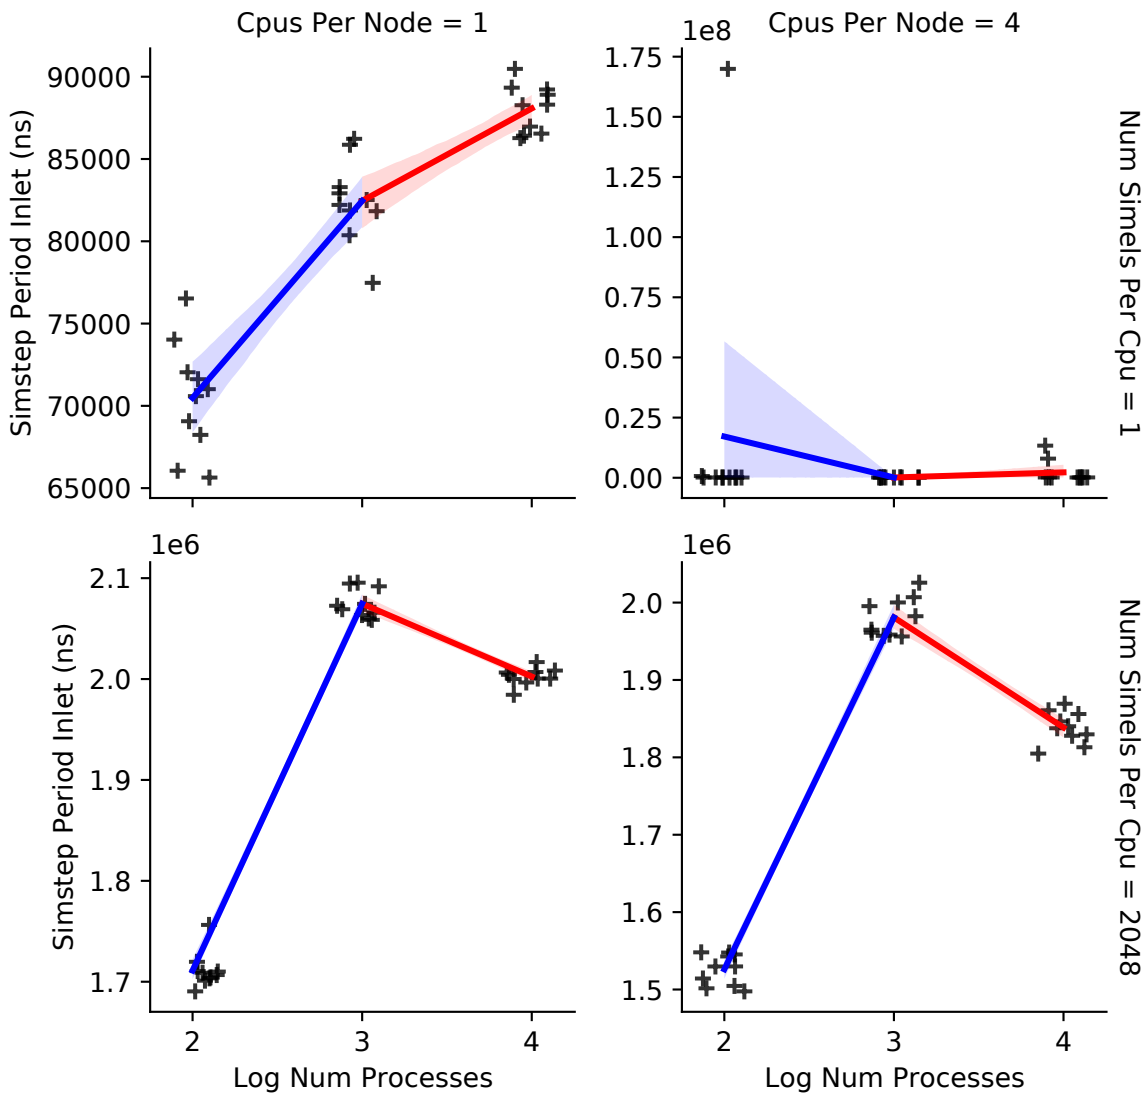 Cpus Per Node = 1
Cpus Per Node = 4
1e8
Simstep Period Inlet (ns)
90000
85000
80000
75000
70000
65000
1.75
1.50
1.25
1.00
0.75
0.50
0.25
0.00
Num Simels Per Cpu = 1
1e6
Simstep Period Inlet (ns)
2.1
2.0
1.9
1.8
1.7
2
3
4
Log Num Processes
1e6
2.0
1.9
1.8
1.7
1.6
1.5
2
3
4
Log Num Processes
Num Simels Per Cpu = 2048